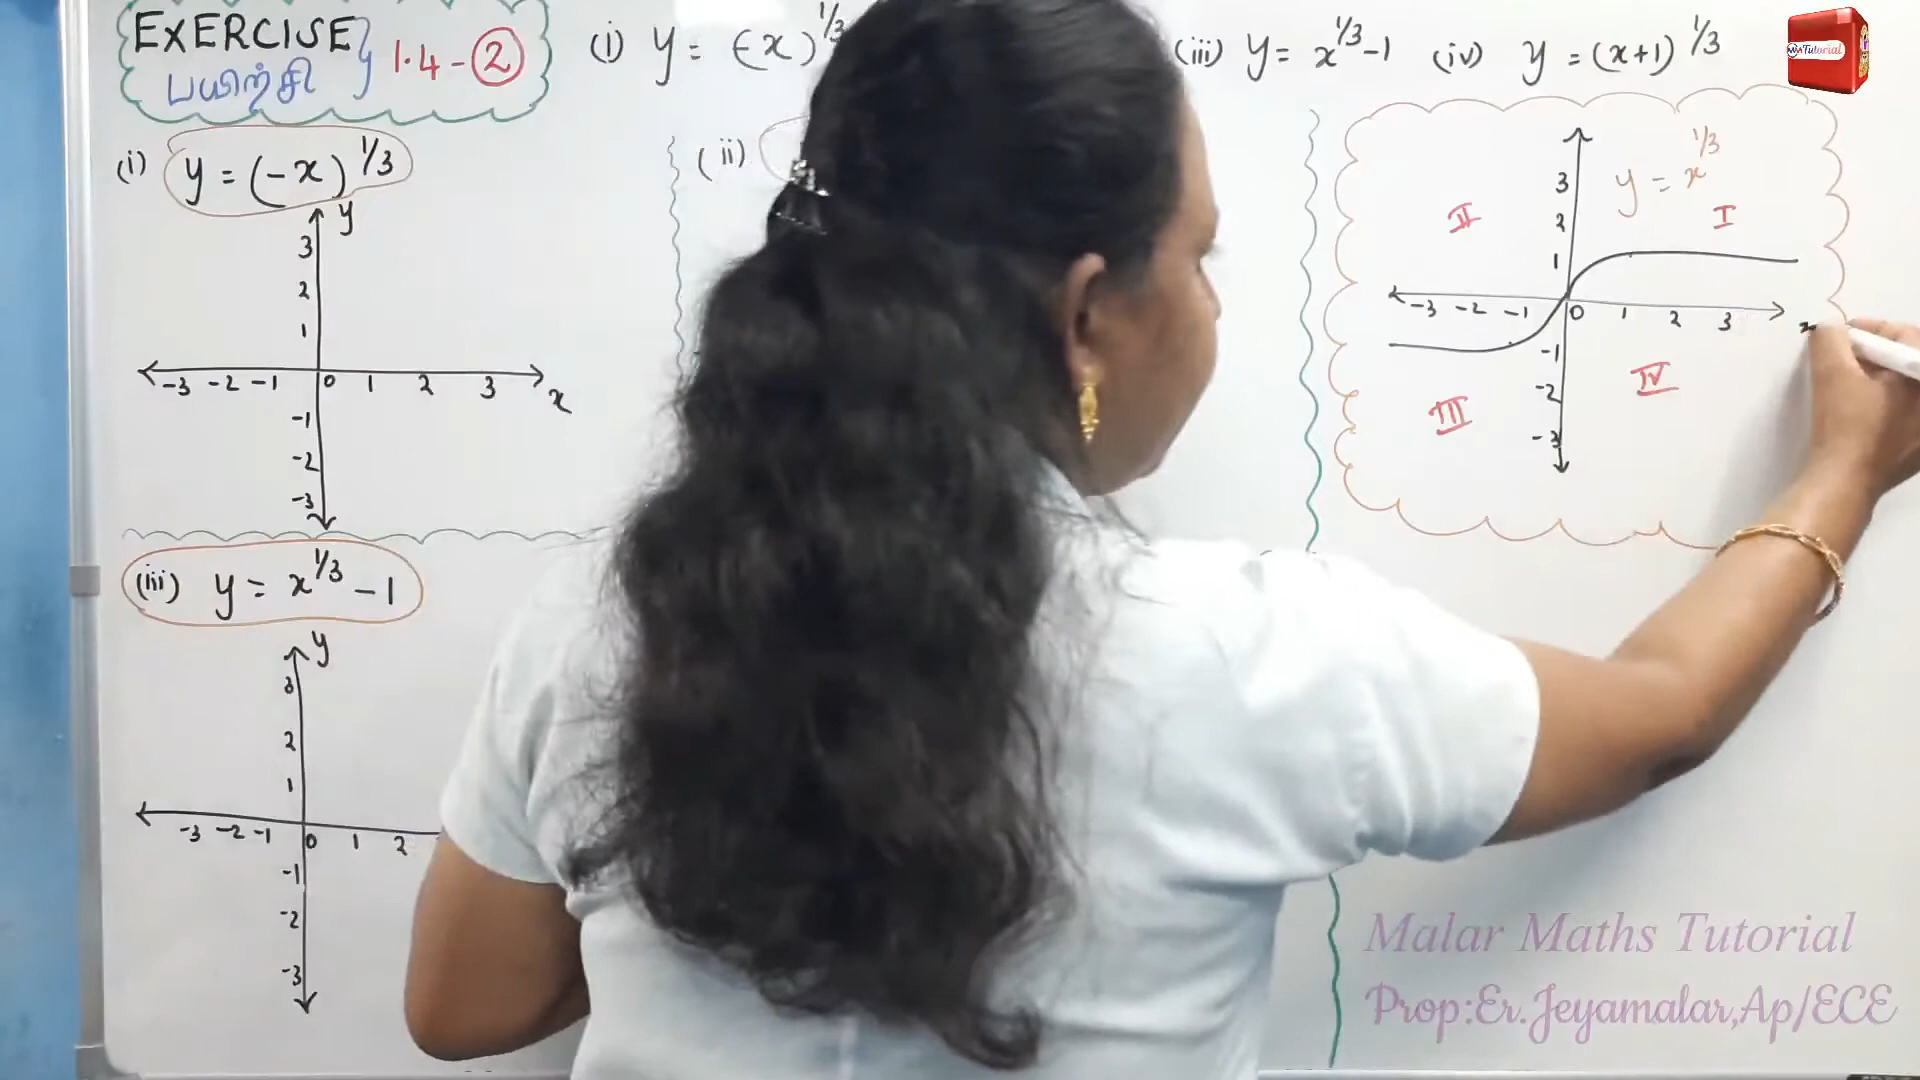 EXERCISE
பயிற்சி
1.4 - 2
(i) y = (-x)^1/3
(iii) y = x^1/3 - 1
(iv) y = (x+1)^1/3
Tutorial
(i) y = (-x)^1/3
y
3
2
1
-3 -2 -1 0 1 2 3 x
-1
-2
-3
(ii)
y = x^1/3
3
2
1
II
I
-3 -2 -1 0 1 2 3 x
-1
-2
-3
III
IV
(iii) y = x^1/3 - 1
y
3
2
1
-3 -2 -1 0 1 2
-1
-2
-3
Malar Maths Tutorial
Prop:Er.Jeyamalar,Ap/ECE